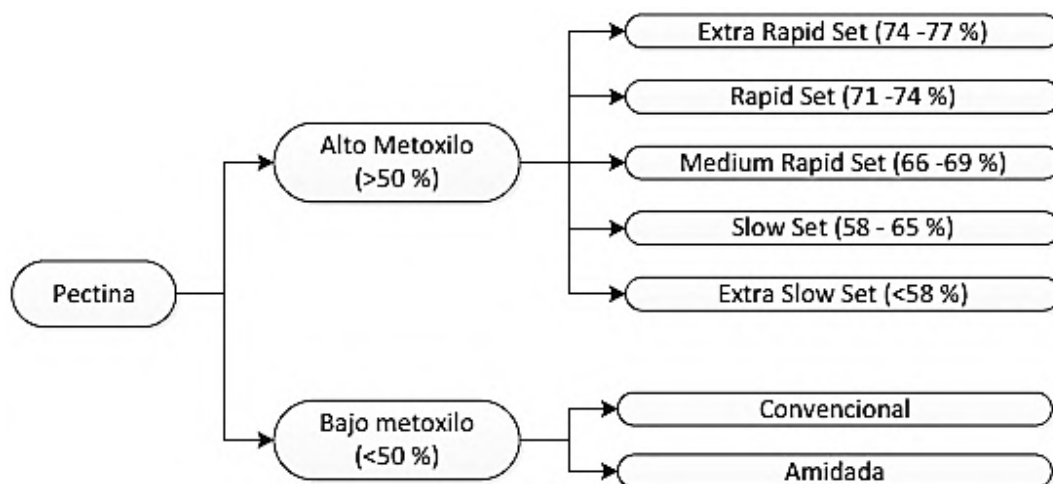 Pectina
Alto Metoxilo
(>50 %)
Extra Rapid Set (74 -77 %)
Rapid Set (71 -74 %)
Medium Rapid Set (66 -69 %)
Slow Set (58 - 65 %)
Extra Slow Set (<58 %)
Bajo metoxilo
(<50 %)
Convencional
Amidada